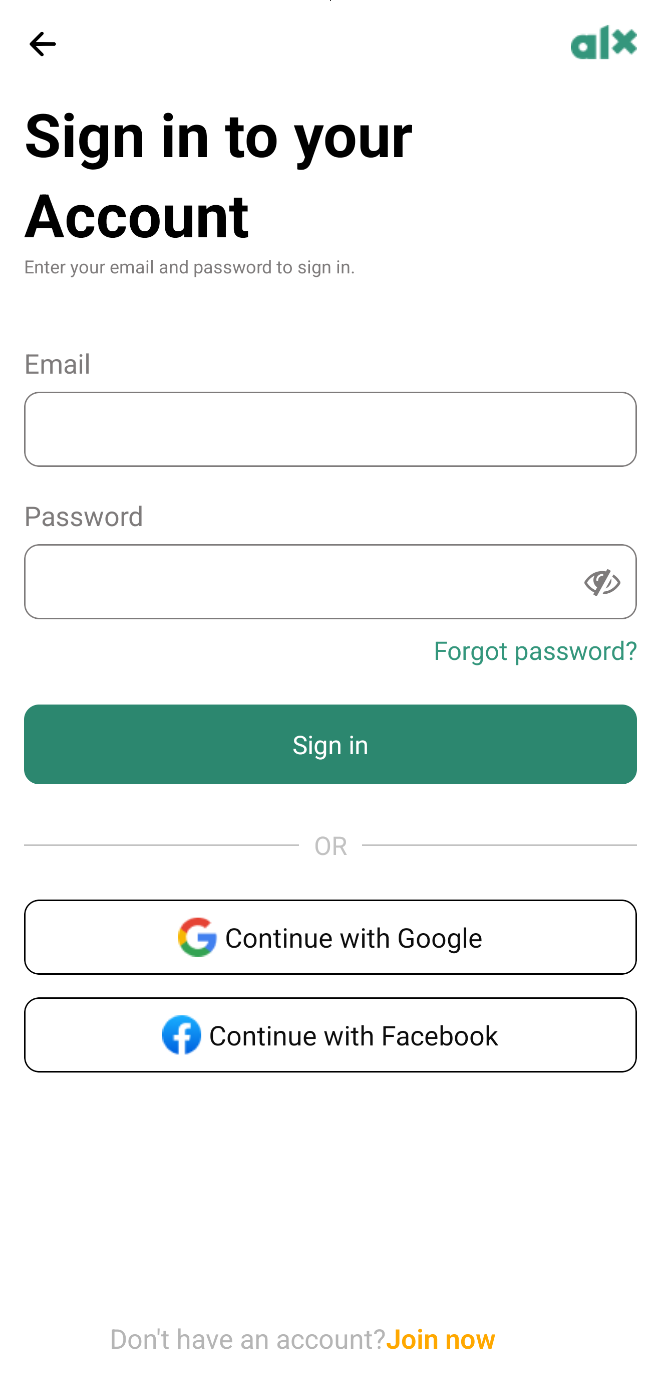 alx
Sign in to your
Account
Enter your email and password to sign in.
Email
Password
Forgot password?
Sign in
OR
Continue with Google
Continue with Facebook
Don't have an account?Join now